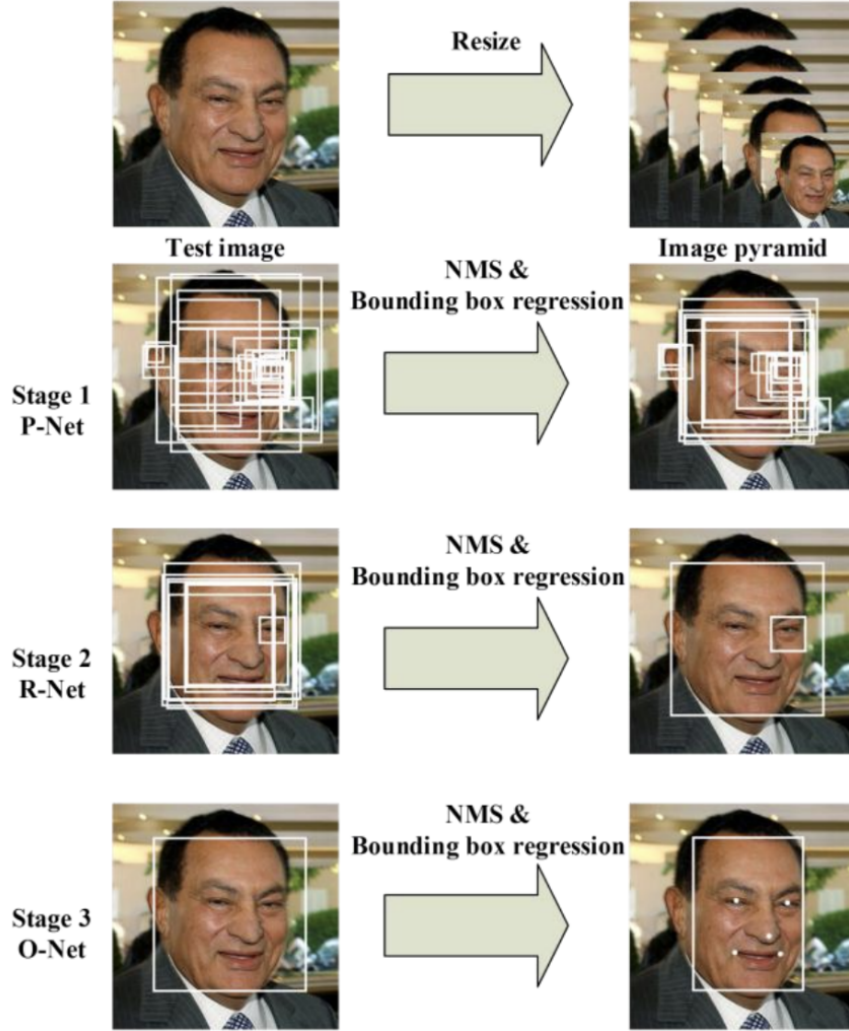 Resize
Test image
Image pyramid
NMS &
Bounding box regression
Stage 1
P-Net
NMS &
Bounding box regression
Stage 2
R-Net
NMS &
Bounding box regression
Stage 3
O-Net